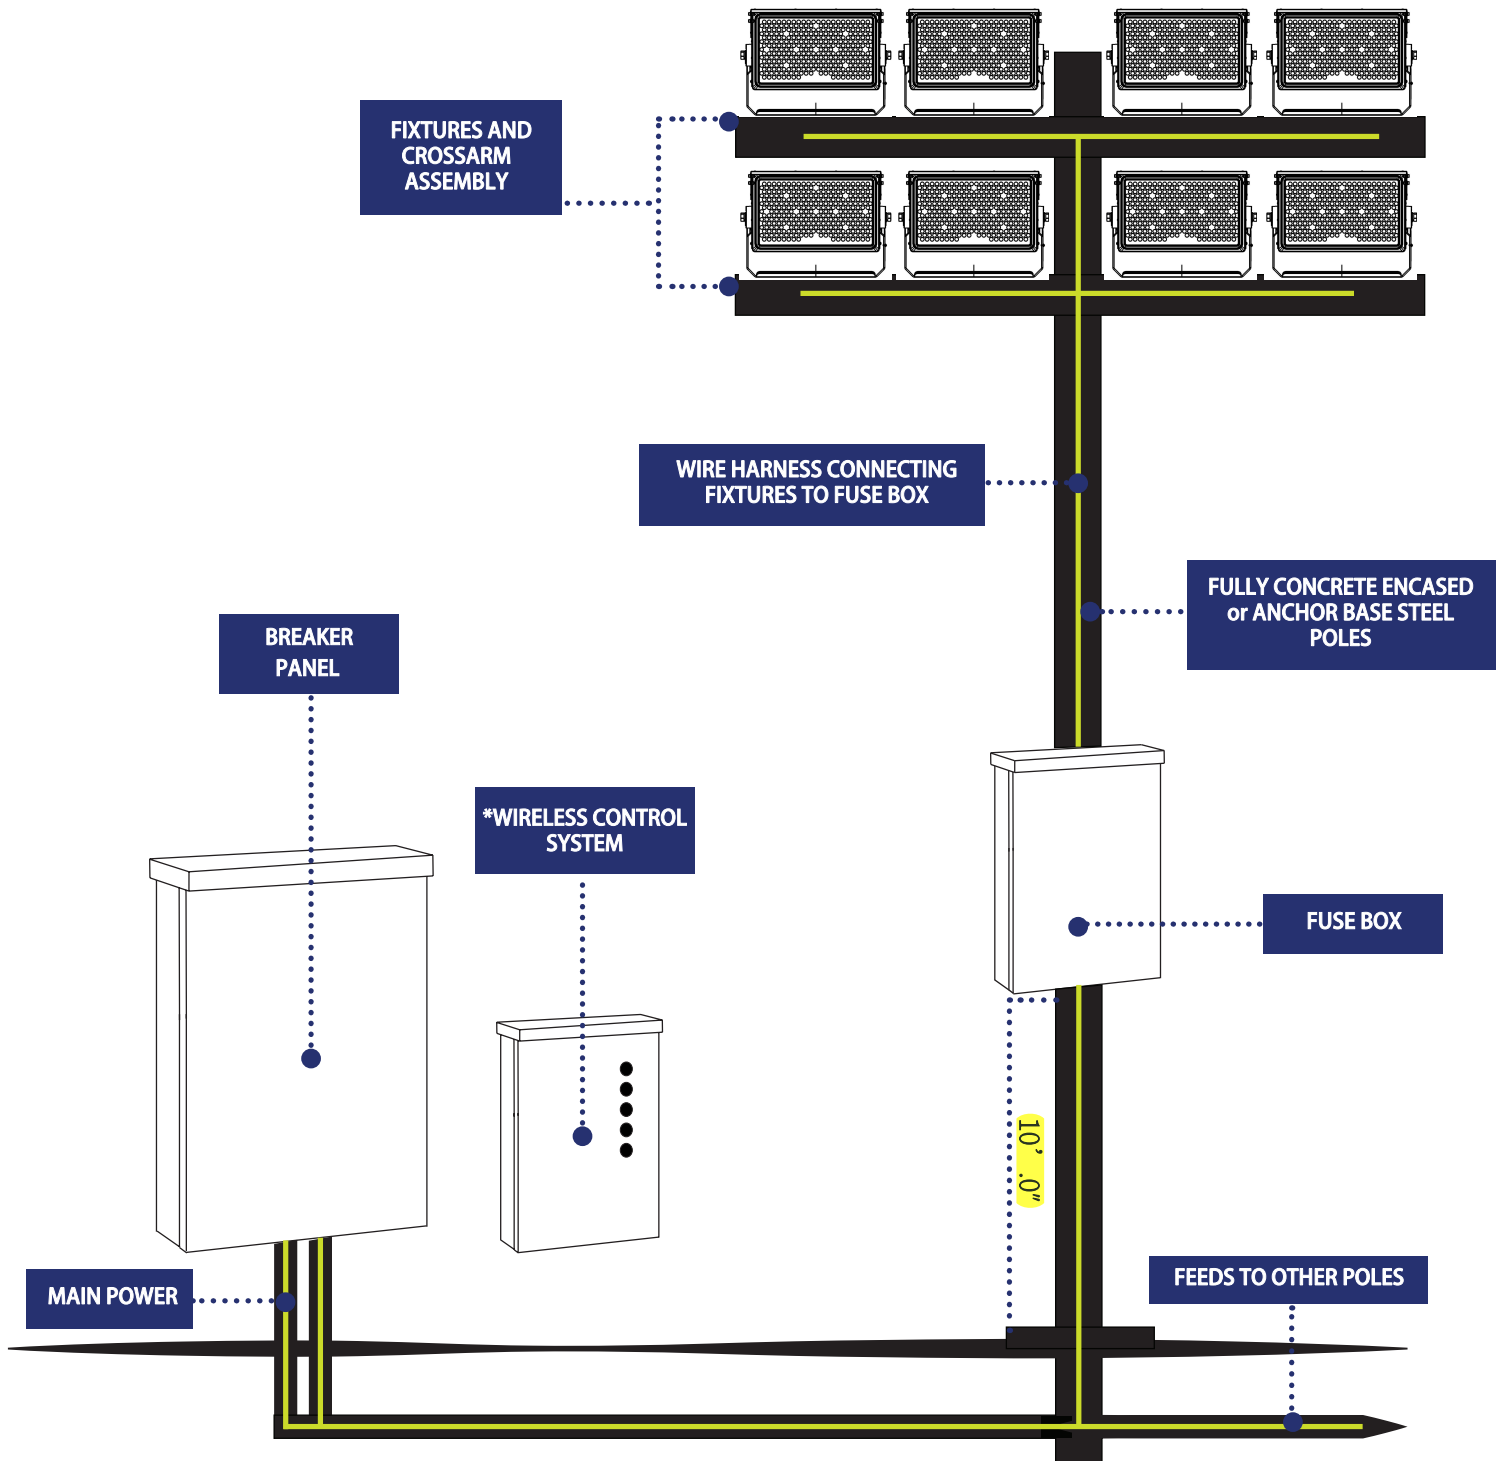 FIXTURES AND
CROSSARM
ASSEMBLY
WIRE HARNESS CONNECTING
FIXTURES TO FUSE BOX
FULLY CONCRETE ENCASED
or ANCHOR BASE STEEL
POLES
BREAKER
PANEL
*WIRELESS CONTROL
SYSTEM
FUSE BOX
10' .0"
MAIN POWER
FEEDS TO OTHER POLES